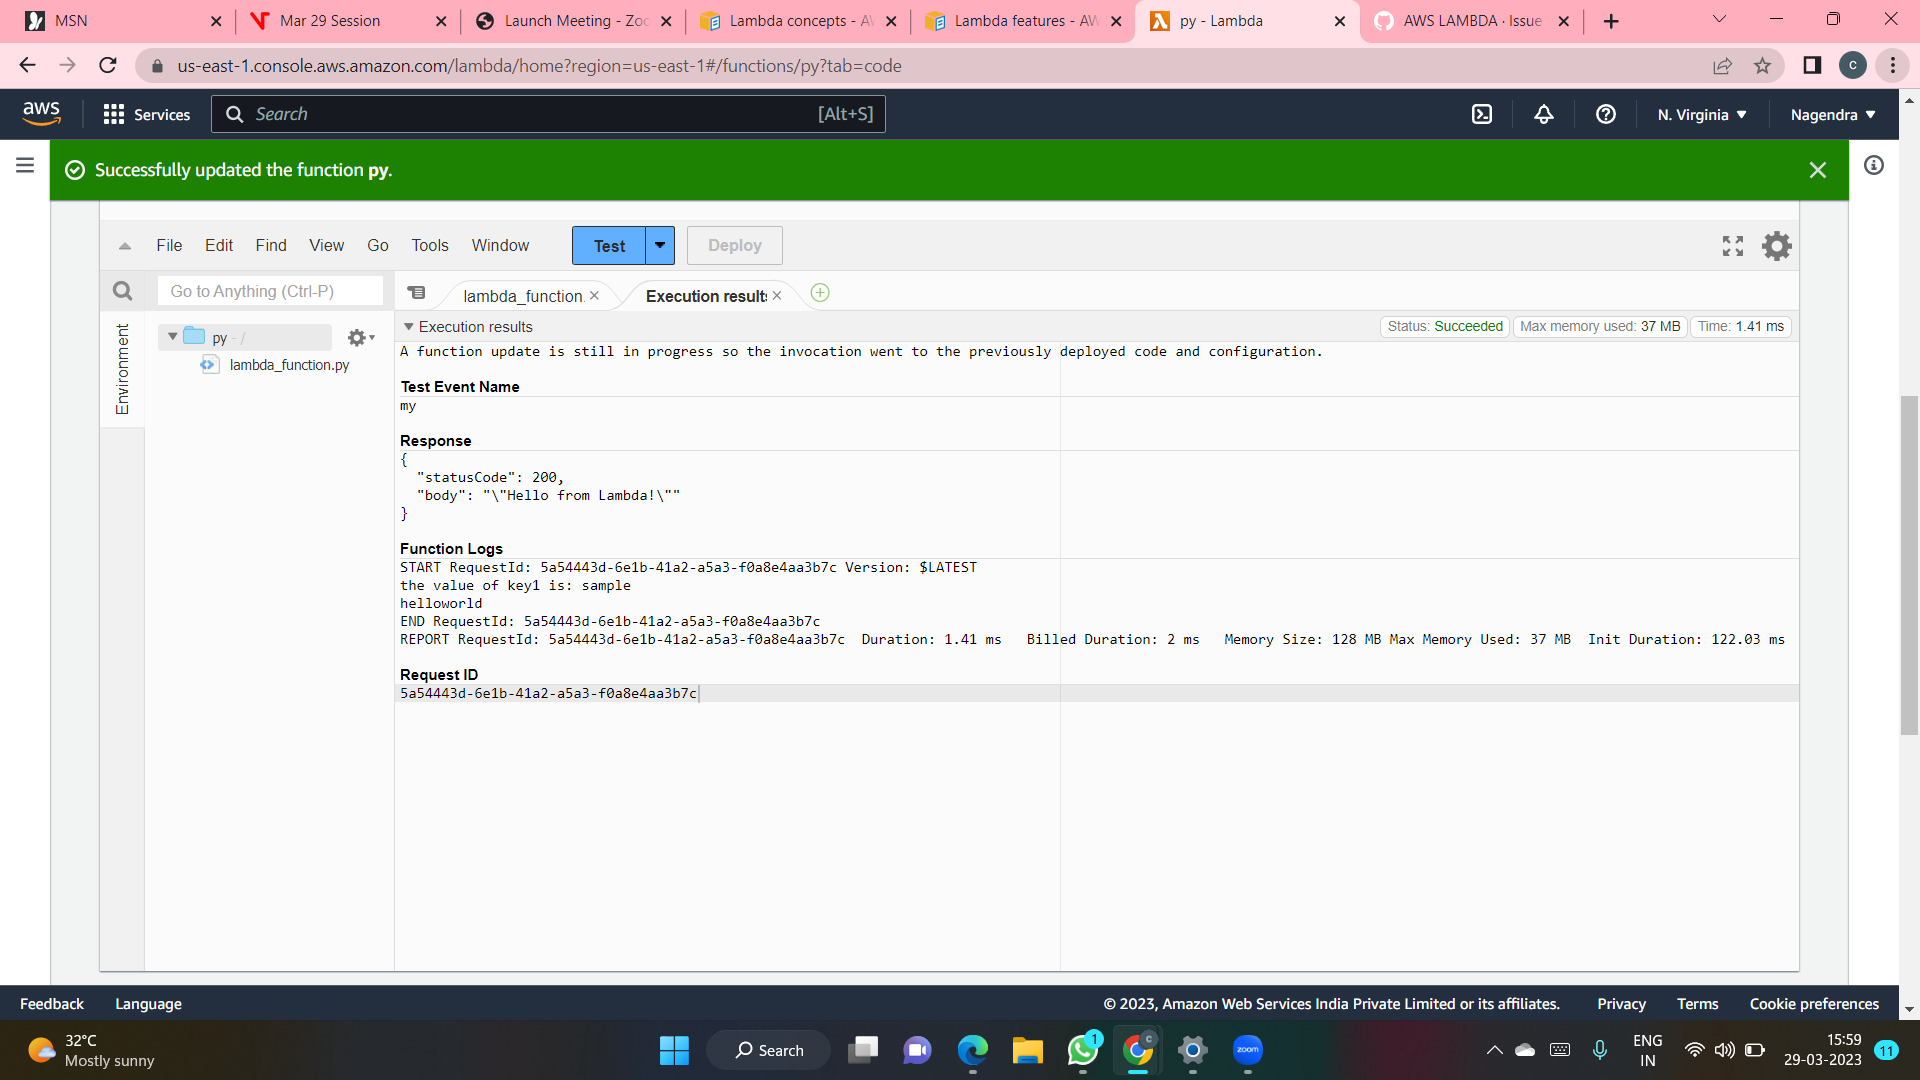 MSN
Mar 29 Session
Launch Meeting - Zoo
Lambda concepts - AW
Lambda features - AW
py - Lambda
AWS LAMBDA · Issue
us-east-1.console.aws.amazon.com/lambda/home?region=us-east-1#/functions/py?tab=code
C
aws
Services
Search
[Alt+S]
N. Virginia
Nagendra
Successfully updated the function py.
File Edit Find View Go Tools Window
Test
Deploy
Go to Anything (Ctrl-P)
lambda_function.
Execution results
Environment
py - /
lambda_function.py
Execution results
Status: Succeeded
Max memory used: 37 MB
Time: 1.41 ms
A function update is still in progress so the invocation went to the previously deployed code and configuration.
Test Event Name
my
Response
{
"statusCode": 200,
"body": "\"Hello from Lambda!\""
}
Function Logs
START RequestId: 5a54443d-6e1b-41a2-a5a3-f0a8e4aa3b7c Version: $LATEST
the value of key1 is: sample
helloworld
END RequestId: 5a54443d-6e1b-41a2-a5a3-f0a8e4aa3b7c
REPORT RequestId: 5a54443d-6e1b-41a2-a5a3-f0a8e4aa3b7c Duration: 1.41 ms Billed Duration: 2 ms Memory Size: 128 MB Max Memory Used: 37 MB Init Duration: 122.03 ms
Request ID
5a54443d-6e1b-41a2-a5a3-f0a8e4aa3b7c
Feedback Language
© 2023, Amazon Web Services India Private Limited or its affiliates. Privacy Terms Cookie preferences
32°C
Mostly sunny
Search
1
C
zoom
ENG
IN
15:59
29-03-2023
11